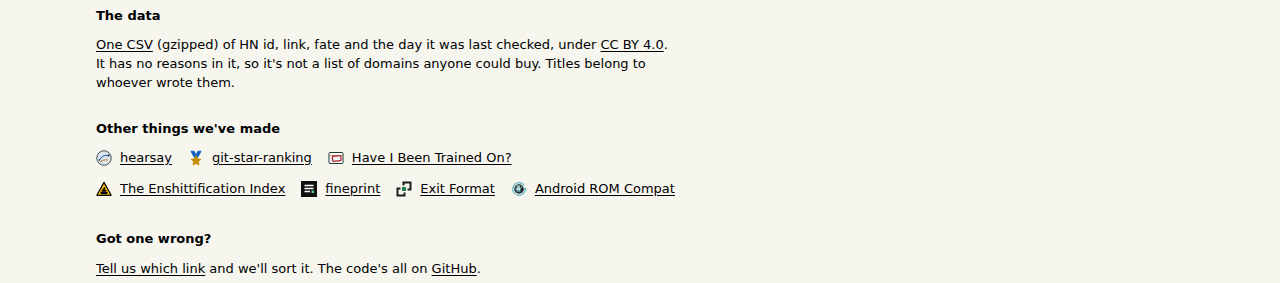 The data
One CSV (gzipped) of HN id, link, fate and the day it was last checked, under CC BY 4.0.
It has no reasons in it, so it's not a list of domains anyone could buy. Titles belong to
whoever wrote them.
Other things we've made
hearsay git-star-ranking Have I Been Trained On?
The Enshittification Index fineprint Exit Format Android ROM Compat
Got one wrong?
Tell us which link and we'll sort it. The code's all on GitHub.